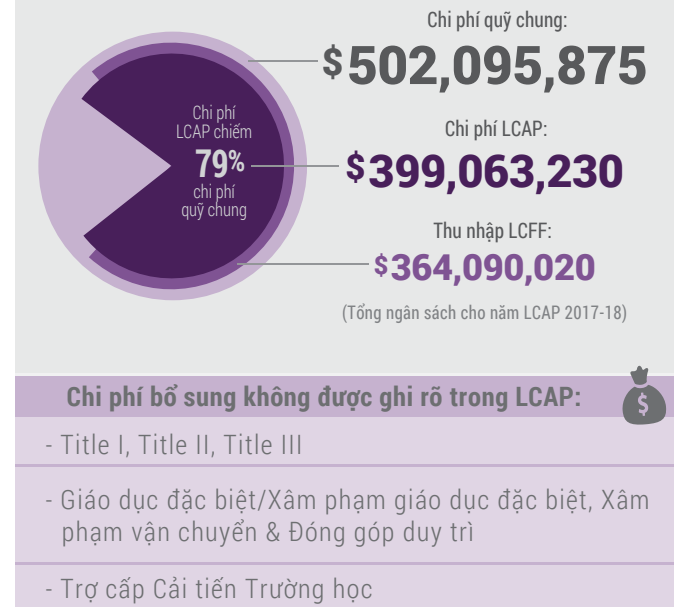 Chi phí quỹ chung:
$502,095,875
Chi phí
LCAP chiếm
79%
chi phí
quỹ chung
Chi phí LCAP:
$399,063,230
Thu nhập LCFF:
$364,090,020
(Tổng ngân sách cho năm LCAP 2017-18)
Chi phí bổ sung không được ghi rõ trong LCAP:
$
- Title I, Title II, Title III
- Giáo dục đặc biệt/Xâm phạm giáo dục đặc biệt, Xâm
phạm vận chuyển & Đóng góp duy trì
- Trợ cấp Cải tiến Trường học